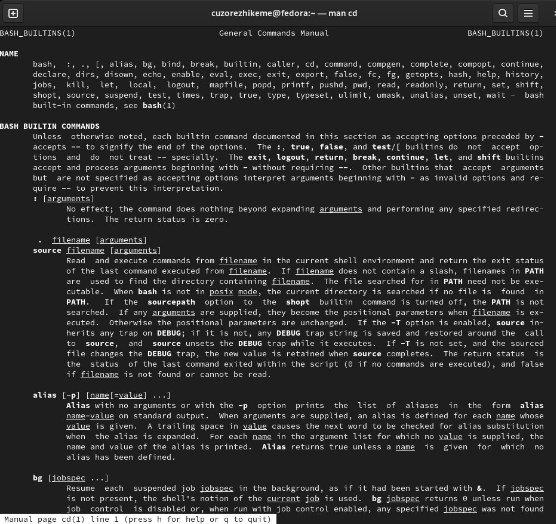 cuzorezhikeme@fedora:~ — man cd
BASH_BUILTINS(1) General Commands Manual BASH_BUILTINS(1)
NAME
bash, :, ., [, alias, bg, bind, break, builtin, caller, cd, command, compgen, complete, compopt, continue,
declare, dirs, disown, echo, enable, eval, exec, exit, export, false, fc, fg, getopts, hash, help, history,
jobs, kill, let, local, logout, mapfile, popd, printf, pushd, pwd, read, readonly, return, set, shift,
shopt, source, suspend, test, times, trap, true, type, typeset, ulimit, umask, unalias, unset, wait - bash
built-in commands, see bash(1)
BASH BUILTIN COMMANDS
Unless otherwise noted, each builtin command documented in this section as accepting options preceded by -
accepts -- to signify the end of the options. The :, true, false, and test/[ builtins do not accept op-
tions and do not treat -- specially. The exit, logout, return, break, continue, let, and shift builtins
accept and process arguments beginning with - without requiring --. Other builtins that accept arguments
but are not specified as accepting options interpret arguments beginning with - as invalid options and re-
quire -- to prevent this interpretation.
: [arguments]
No effect; the command does nothing beyond expanding arguments and performing any specified redirec-
tions. The return status is zero.
. filename [arguments]
source filename [arguments]
Read and execute commands from filename in the current shell environment and return the exit status
of the last command executed from filename. If filename does not contain a slash, filenames in PATH
are used to find the directory containing filename. The file searched for in PATH need not be exe-
cutable. When bash is not in posix mode, the current directory is searched if no file is found in
PATH. If the sourcepath option to the shopt builtin command is turned off, the PATH is not
searched. If any arguments are supplied, they become the positional parameters when filename is ex-
ecuted. Otherwise the positional parameters are unchanged. If the -T option is enabled, source in-
herits any trap on DEBUG; if it is not, any DEBUG trap string is saved and restored around the call
to source, and source unsets the DEBUG trap while it executes. If -T is not set, and the sourced
file changes the DEBUG trap, the new value is retained when source completes. The return status is
the status of the last command exited within the script (0 if no commands are executed), and false
if filename is not found or cannot be read.
alias [-p] [name[=value] ...]
Alias with no arguments or with the -p option prints the list of aliases in the form alias
name=value on standard output. When arguments are supplied, an alias is defined for each name whose
value is given. A trailing space in value causes the next word to be checked for alias substitution
when the alias is expanded. For each name in the argument list for which no value is supplied, the
name and value of the alias is printed. Alias returns true unless a name is given for which no
alias has been defined.
bg [jobspec ...]
Resume each suspended job jobspec in the background, as if it had been started with &. If jobspec
is not present, the shell's notion of the current job is used. bg jobspec returns 0 unless run when
job control is disabled or, when run with job control enabled, any specified jobspec was not found
Manual page cd(1) line 1 (press h for help or q to quit)